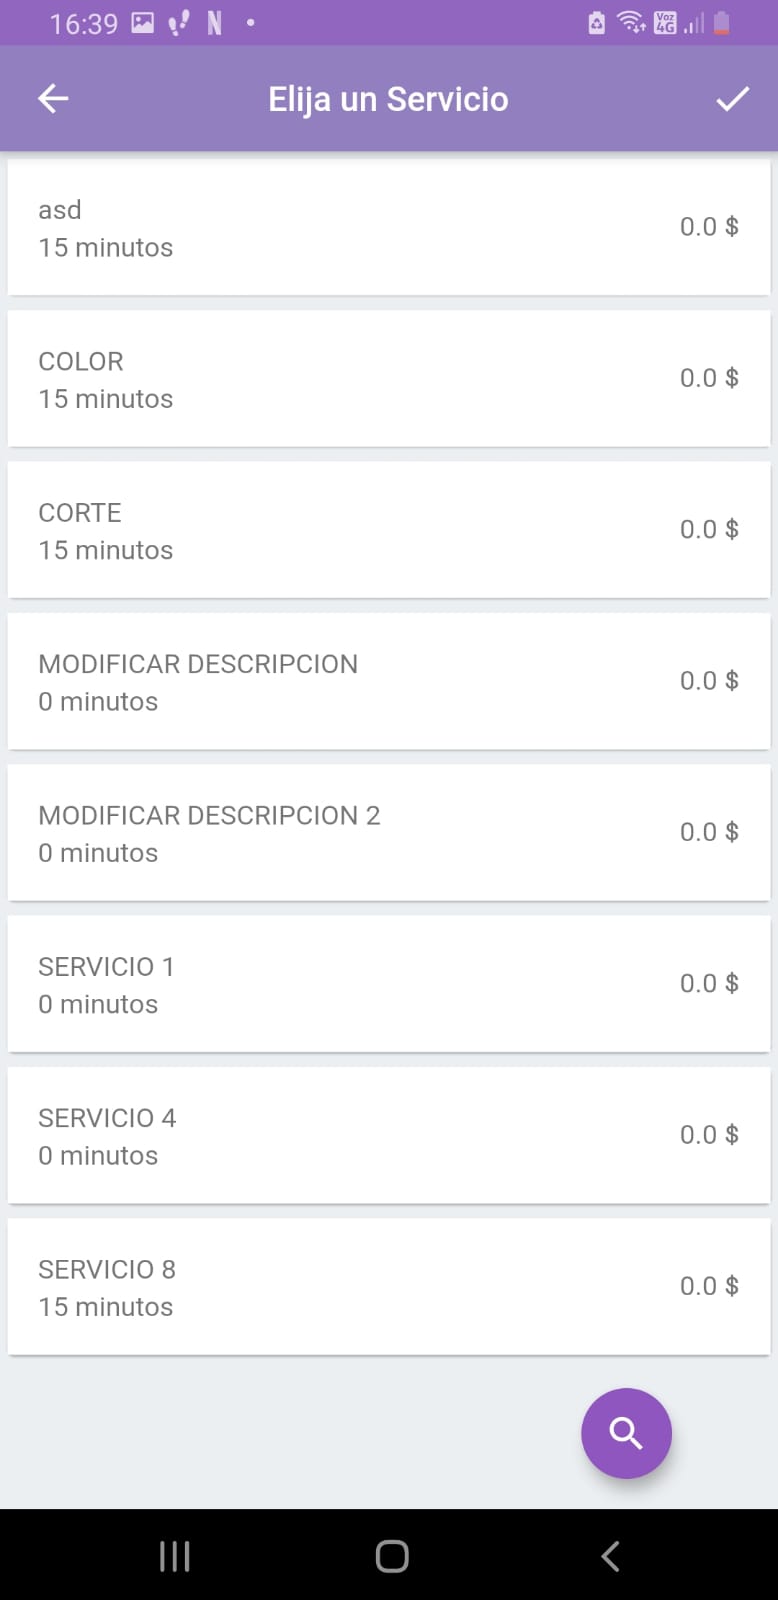 16:39
Voz
4G
Elija un Servicio
asd
15 minutos
0.0 $
COLOR
15 minutos
0.0 $
CORTE
15 minutos
0.0 $
MODIFICAR DESCRIPCION
0 minutos
0.0 $
MODIFICAR DESCRIPCION 2
0 minutos
0.0 $
SERVICIO 1
0 minutos
0.0 $
SERVICIO 4
0 minutos
0.0 $
SERVICIO 8
15 minutos
0.0 $